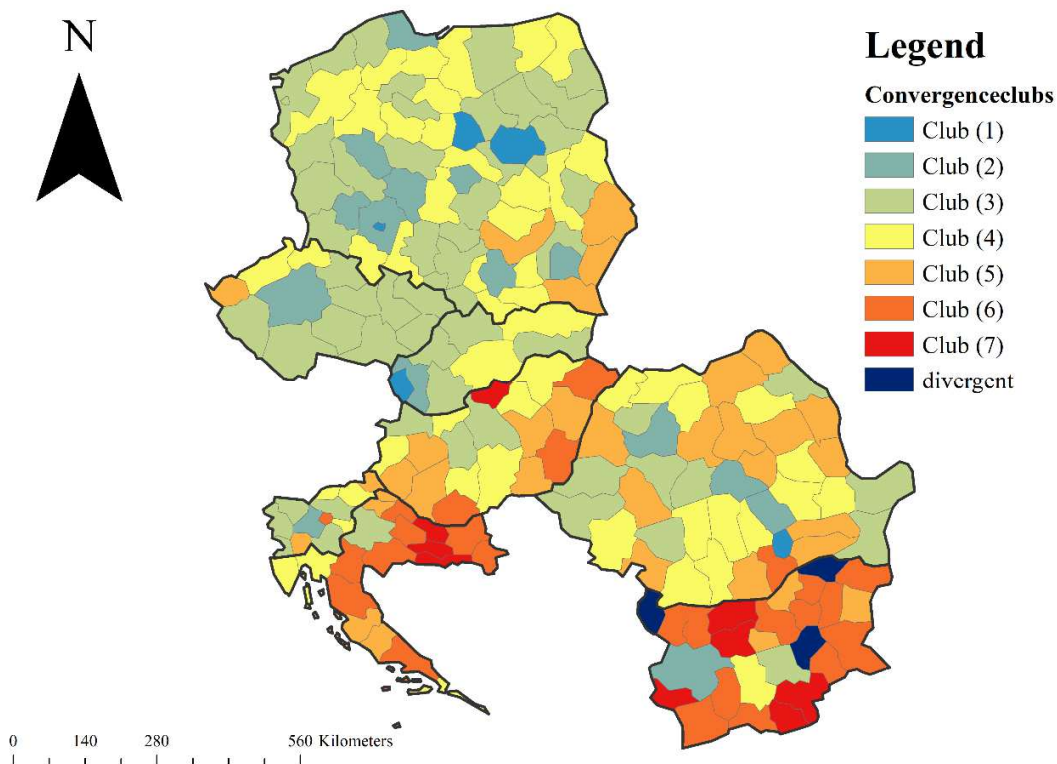 N
Legend
Convergenceclubs
Club (1)
Club (2)
Club (3)
Club (4)
Club (5)
Club (6)
Club (7)
divergent
0 140 280 560 Kilometers